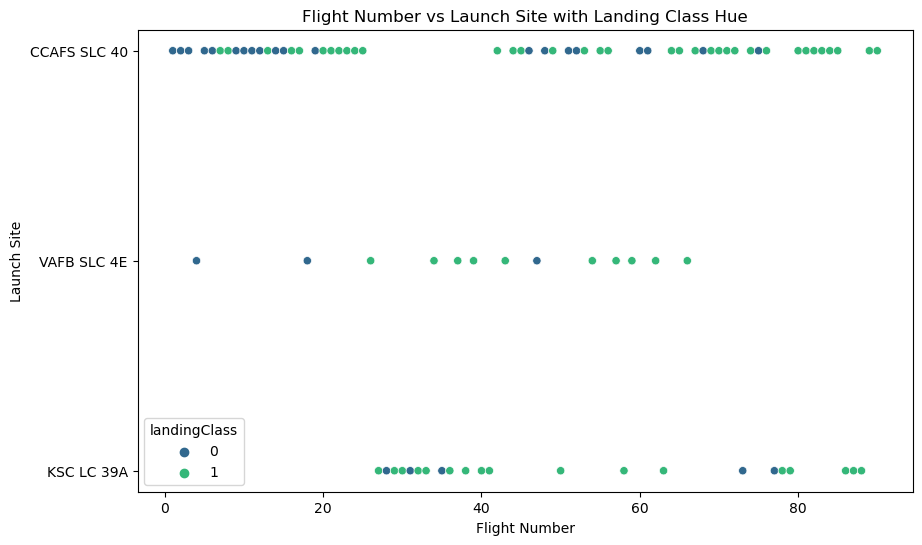 Flight Number vs Launch Site with Landing Class Hue
CCAFS SLC 40
VAFB SLC 4E
KSC LC 39A
Launch Site
landingClass
0
1
0 20 40 60 80
Flight Number